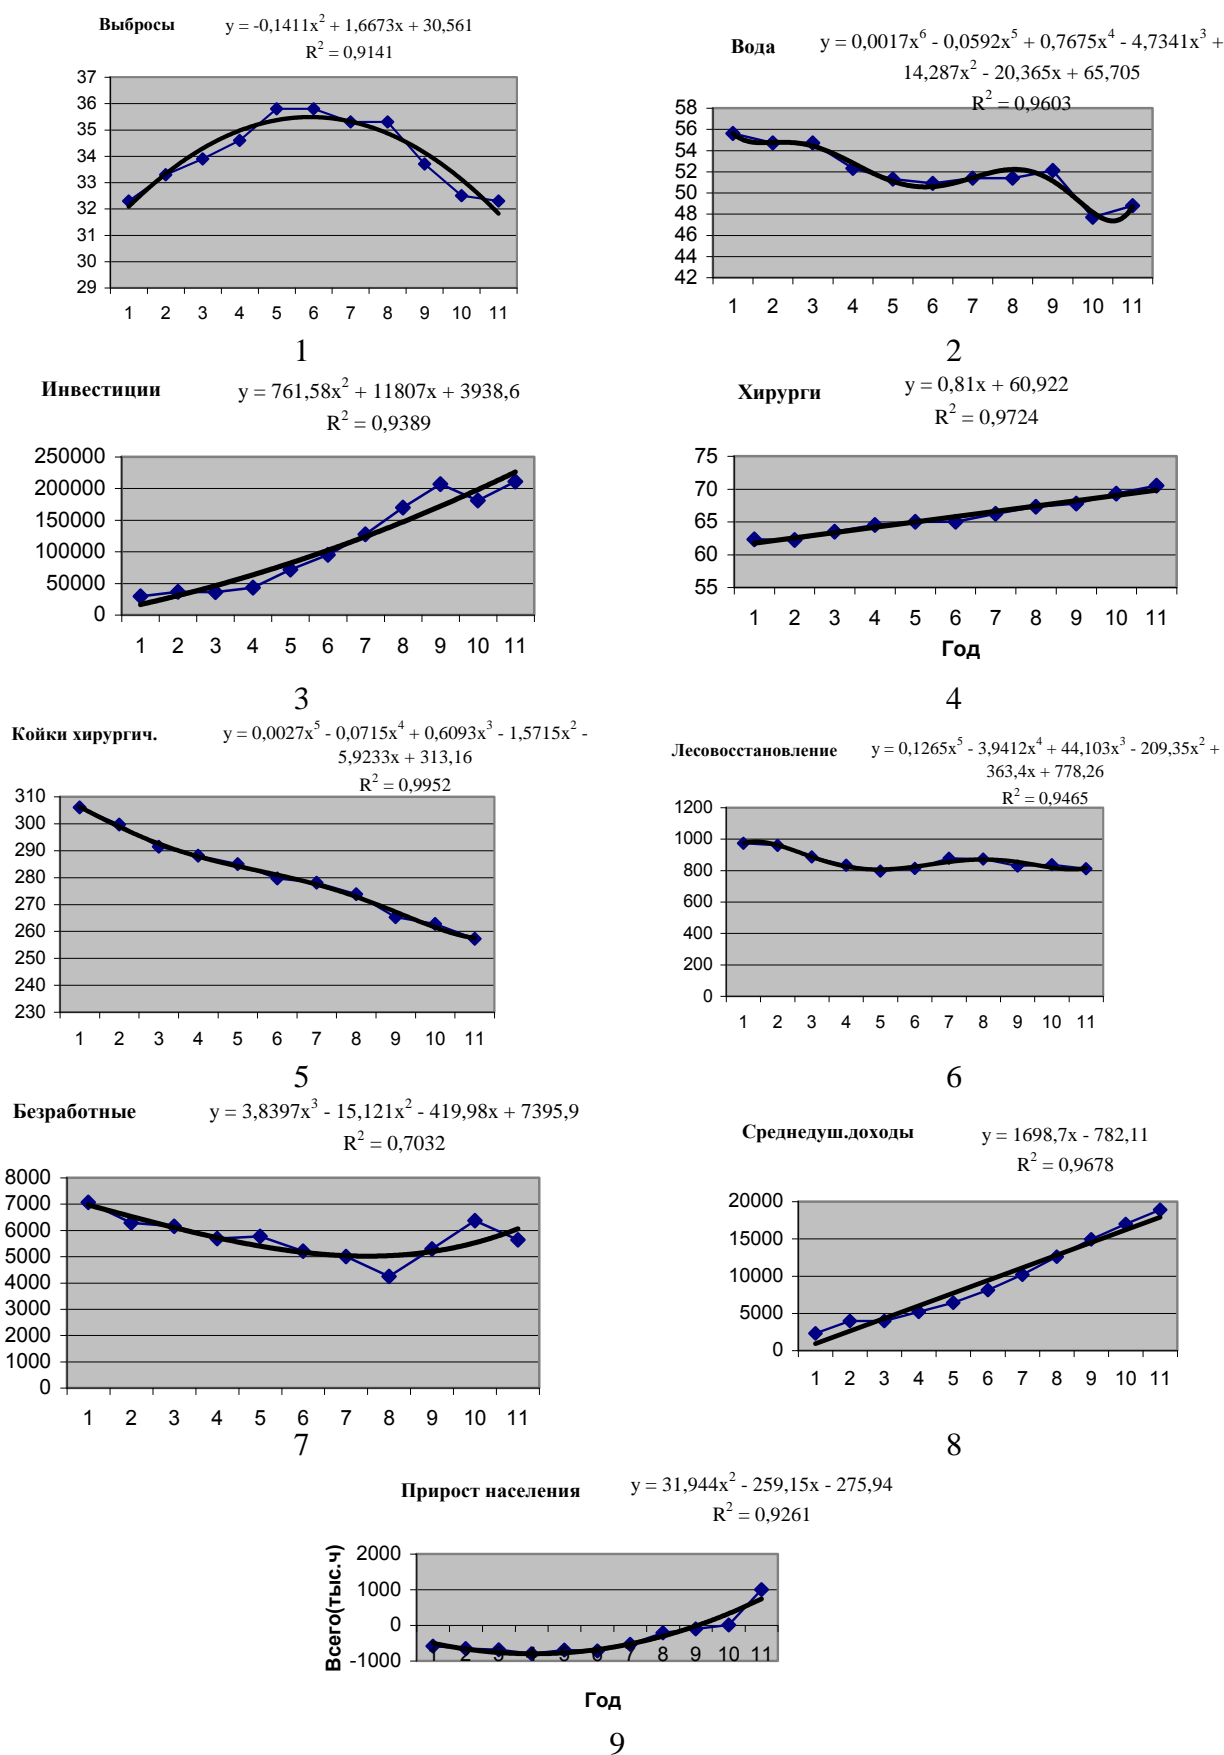 Выбросы
y = -0,1411x² + 1,6673x + 30,561
R² = 0,9141
37
36
35
34
33
32
31
30
29
1 2 3 4 5 6 7 8 9 10 11
1
Вода
y = 0,0017x⁶ - 0,0592x⁵ + 0,7675x⁴ - 4,7341x³ +
14,287x² - 20,365x + 65,705
R² = 0,9603
58
56
54
52
50
48
46
44
42
1 2 3 4 5 6 7 8 9 10 11
2
Инвестиции
y = 761,58x² + 11807x + 3938,6
R² = 0,9389
250000
200000
150000
100000
50000
0
1 2 3 4 5 6 7 8 9 10 11
3
Хирурги
y = 0,81x + 60,922
R² = 0,9724
75
70
65
60
55
1 2 3 4 5 6 7 8 9 10 11
Год
4
Койки хирургич.
y = 0,0027x⁵ - 0,0715x⁴ + 0,6093x³ - 1,5715x² -
5,9233x + 313,16
R² = 0,9952
310
300
290
280
270
260
250
240
230
1 2 3 4 5 6 7 8 9 10 11
5
Лесовосстановление
y = 0,1265x⁵ - 3,9412x⁴ + 44,103x³ - 209,35x² +
363,4x + 778,26
R² = 0,9465
1200
1000
800
600
400
200
0
1 2 3 4 5 6 7 8 9 10 11
6
Безработные
y = 3,8397x³ - 15,121x² - 419,98x + 7395,9
R² = 0,7032
8000
7000
6000
5000
4000
3000
2000
1000
0
1 2 3 4 5 6 7 8 9 10 11
7
Среднедуш.доходы
y = 1698,7x - 782,11
R² = 0,9678
20000
15000
10000
5000
0
1 2 3 4 5 6 7 8 9 10 11
8
Прирост населения
y = 31,944x² - 259,15x - 275,94
R² = 0,9261
Всего(тыс.ч)
2000
1000
0
-1000
1 2 3 4 5 6 7 8 9 10 11
Год
9